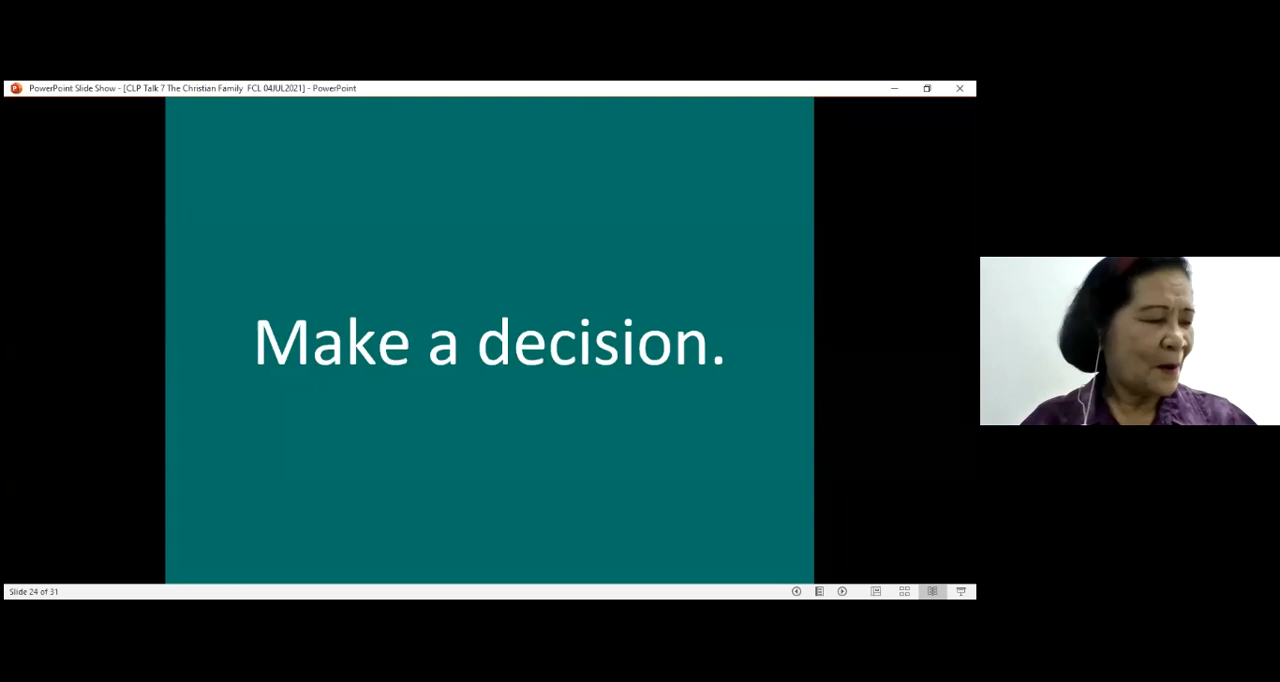 PowerPoint Slide Show - [CLP Talk 7 The Christian Family  FCL 04JUL2021] - PowerPoint
Make a decision.
Slide 24 of 31